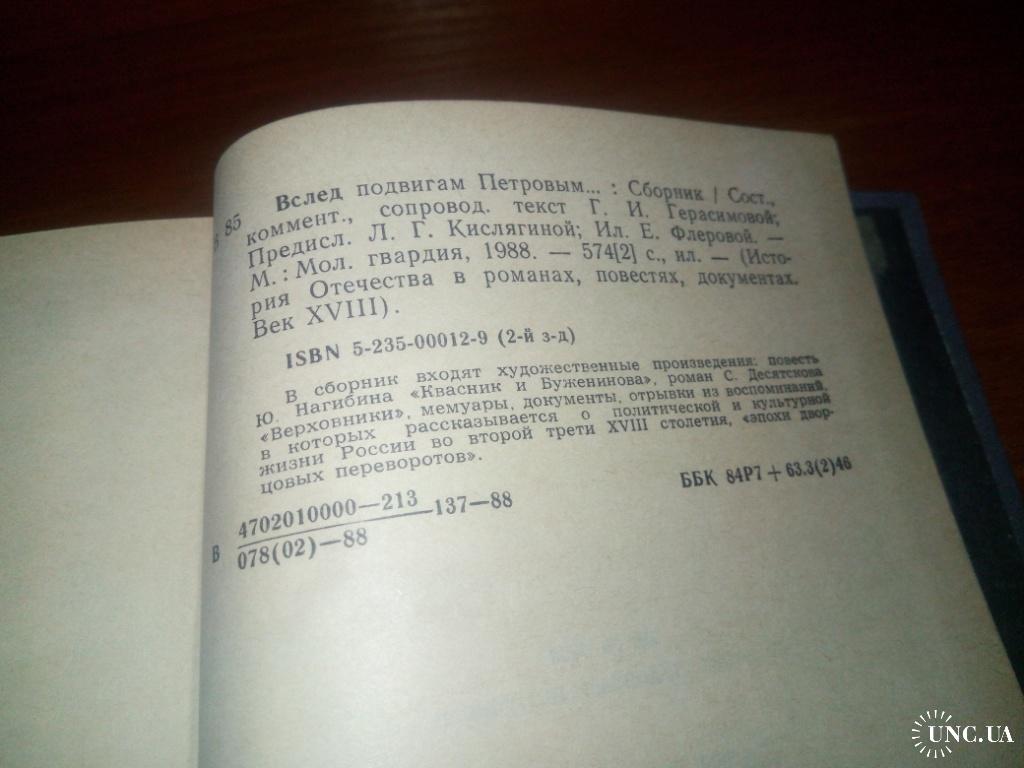 85 Вслед подвигам Петровым... : Сборник / Сост.,
коммент., сопровод. текст Г. И. Герасимовой;
Предисл. Л. Г. Кислягиной; Ил. Е. Флеровой. —
М. : Мол. гвардия, 1988. — 574[2] с., ил. — (Исто-
рия Отечества в романах, повестях, документах.
Век XVIII).
ISBN 5-235-00012-9 (2-й з-д)
В сборник входят художественные произведения: повесть
Ю. Нагибина «Квасник и Буженинова», роман С. Десятскова
«Верховники», мемуары, документы, отрывки из воспоминаний,
в которых рассказывается о политической и культурной
жизни России во второй трети XVIII столетия, «эпохи двор-
цовых переворотов».
В 4702010000—213 137—88
078(02)—88
ББК 84Р7 + 63.3(2)46
UNC.UA